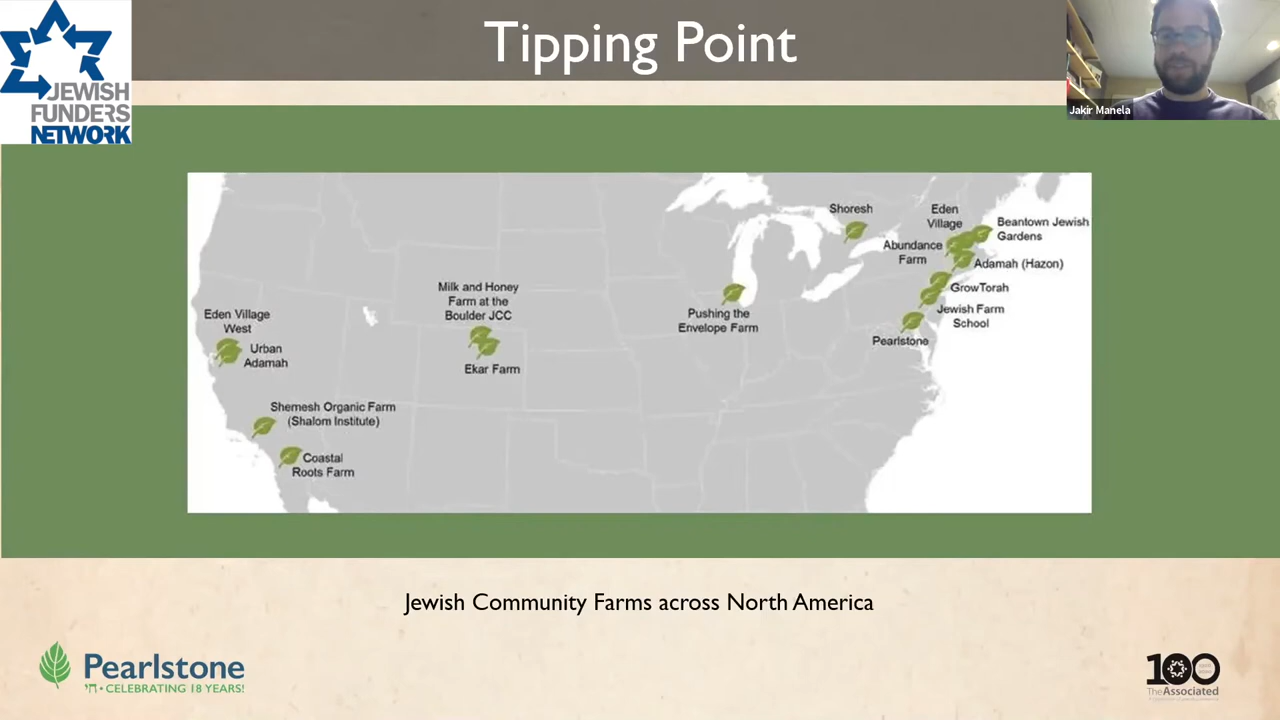 Tipping Point
JEWISH
FUNDERS
NETWORK
Jakir Manela
Shoresh
Eden
Village
Beantown Jewish
Gardens
Abundance
Farm
Adamah (Hazon)
GrowTorah
Jewish Farm
School
Pearlstone
Milk and Honey
Farm at the
Boulder JCC
Ekar Farm
Pushing the
Envelope Farm
Eden Village
West
Urban
Adamah
Shemesh Organic Farm
(Shalom Institute)
Coastal
Roots Farm
Jewish Community Farms across North America
Pearlstone
חי • CELEBRATING 18 YEARS!
100
The Associated